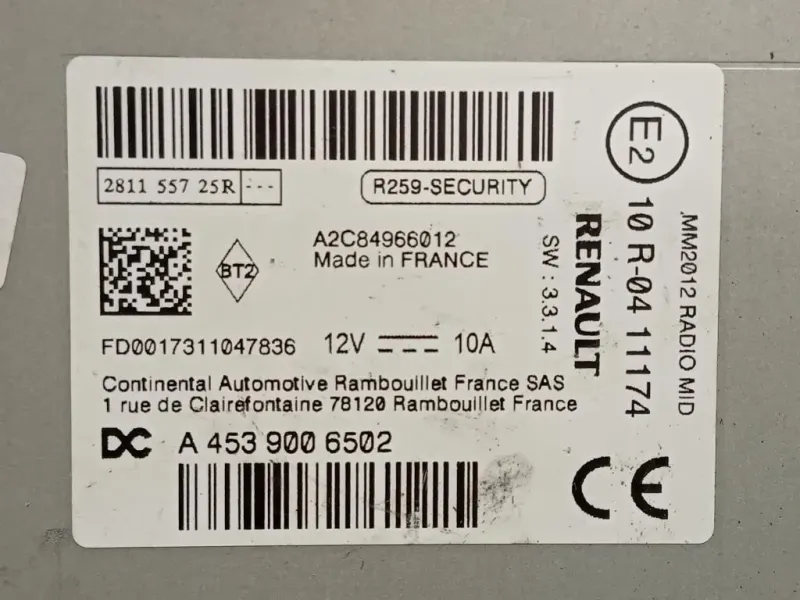 2811 557 25R ---
R259-SECURITY
BT2
A2C84966012
Made in FRANCE
FD0017311047836
12V 10A
Continental Automotive Rambouillet France SAS
1 rue de Clairefontaine 78120 Rambouillet France
DC A 453 900 6502
SW : 3.3.1.4
RENAULT
E2
10 R-04 11174
MM2012 RADIO MID
CE